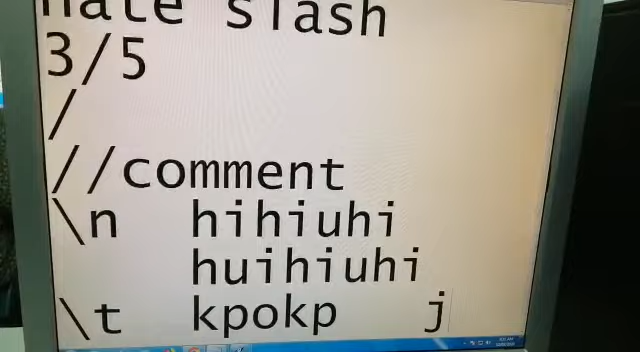 slash
3/5
/
//comment
\n hihiuhi
huihiuhi
\t kpokp j